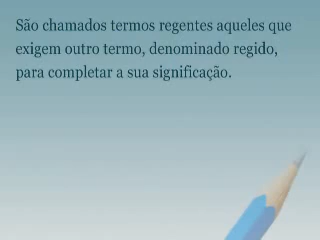 São chamados termos regentes aqueles que
exigem outro termo, denominado regido,
para completar a sua significação.